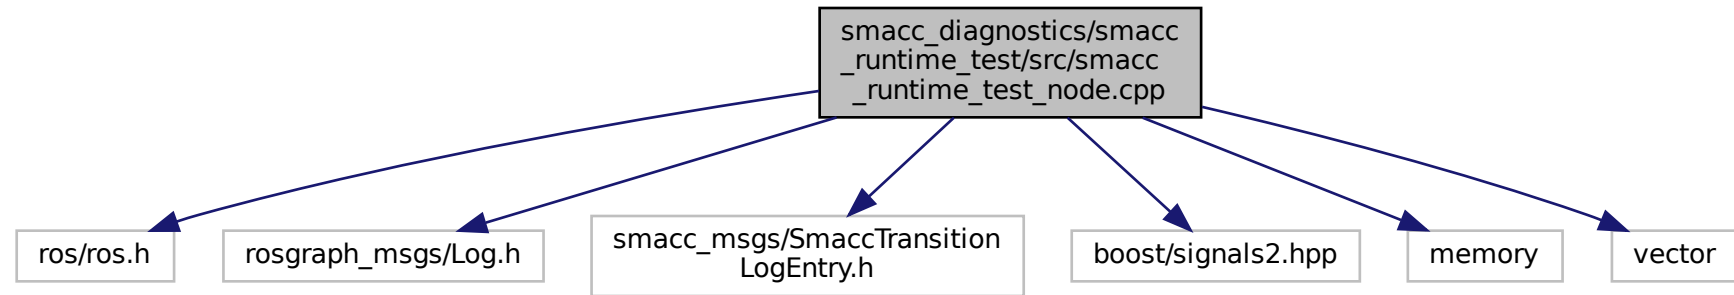 smacc_diagnostics/smacc
_runtime_test/src/smacc
_runtime_test_node.cpp
ros/ros.h
rosgraph_msgs/Log.h
smacc_msgs/SmaccTransition
LogEntry.h
boost/signals2.hpp
memory
vector